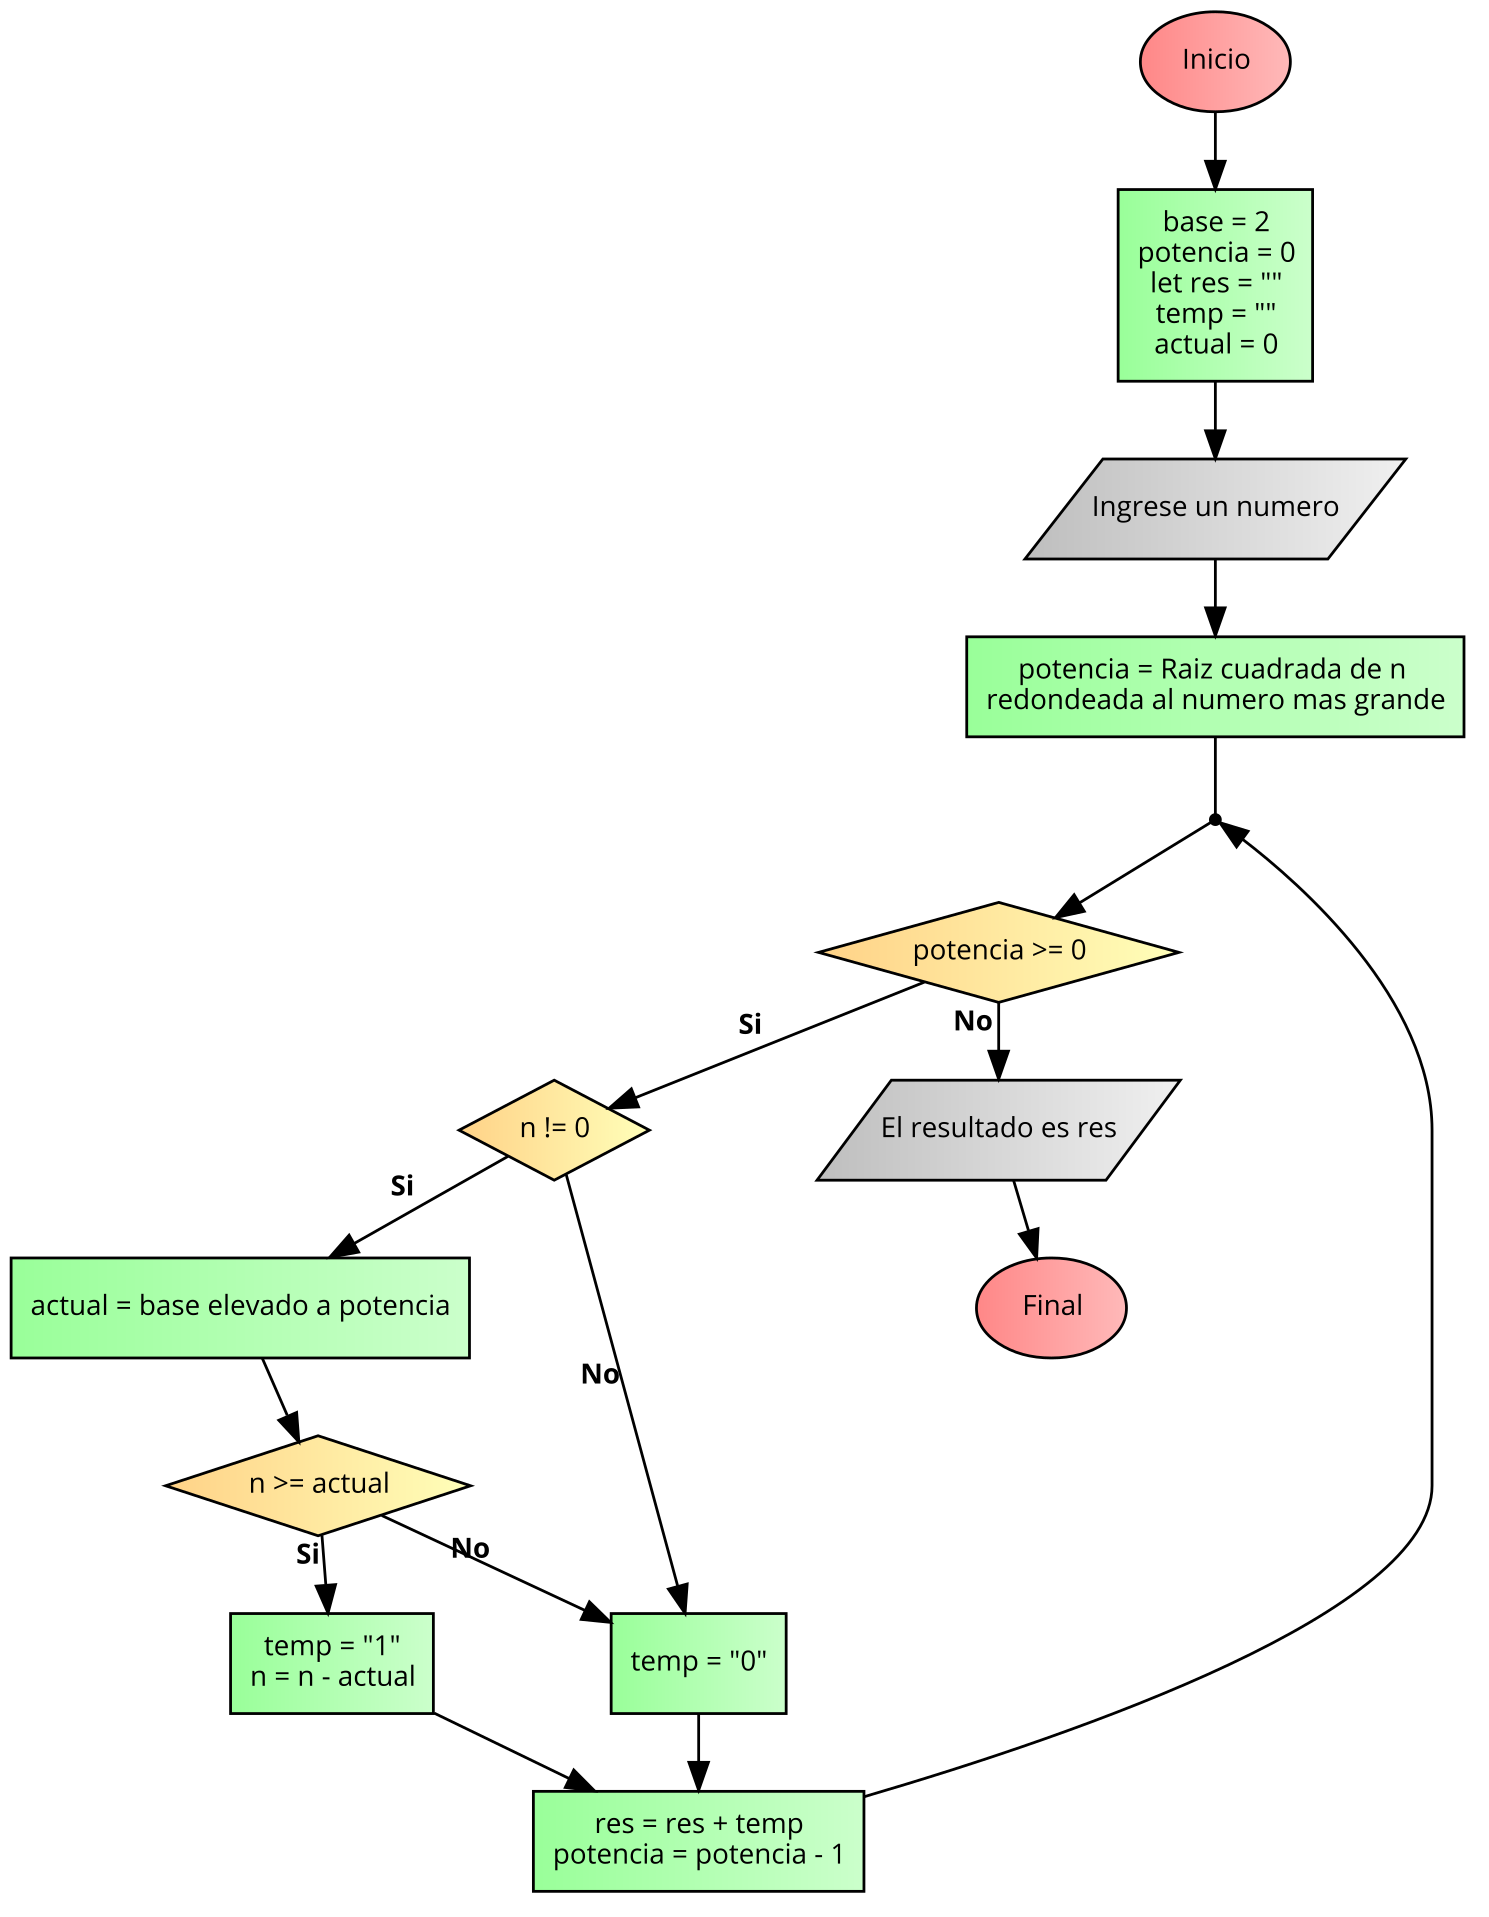 Inicio
base = 2
potencia = 0
let res = ""
temp = ""
actual = 0
Ingrese un numero
potencia = Raiz cuadrada de n
redondeada al numero mas grande
potencia >= 0
Si
No
n != 0
El resultado es res
Si
No
actual = base elevado a potencia
Final
n >= actual
Si
No
temp = "1"
n = n - actual
temp = "0"
res = res + temp
potencia = potencia - 1